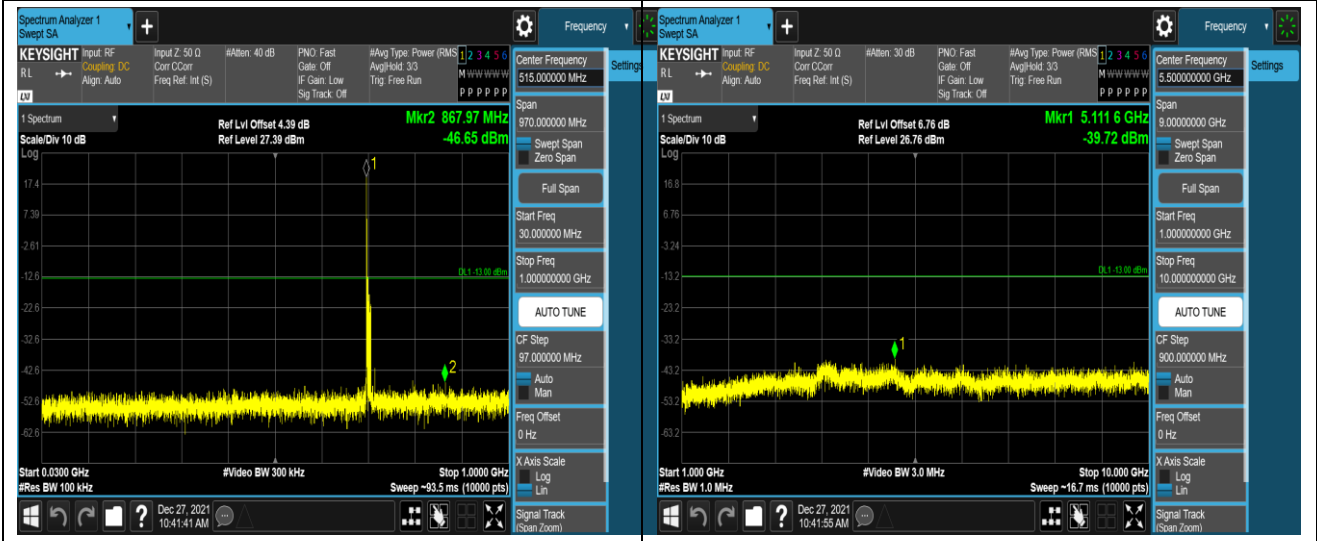 Spectrum Analyzer 1
Swept SA
+
Frequency
KEYSIGHT
RL
LXI
Input: RF
Coupling: DC
Align: Auto
Input Z: 50 Ω
Corr CCorr
Freq Ref: Int (S)
#Atten: 40 dB
PNO: Fast
Gate: Off
IF Gain: Low
Sig Track: Off
#Avg Type: Power (RMS
Avg|Hold: 3/3
Trig: Free Run
1 2 3 4 5 6
M W W W W W
P P P P P P
Center Frequency
515.000000 MHz
Settings
1 Spectrum
Scale/Div 10 dB
Log
Ref Lvl Offset 4.39 dB
Ref Level 27.39 dBm
Mkr2 867.97 MHz
-46.65 dBm
Span
970.000000 MHz
Swept Span
Zero Span
Full Span
Start Freq
30.000000 MHz
Stop Freq
1.000000000 GHz
AUTO TUNE
CF Step
97.000000 MHz
Auto
Man
Freq Offset
0 Hz
X Axis Scale
Log
Lin
Signal Track
(Span Zoom)
1
17.4
7.39
-2.61
-12.6
DL1 -13.00 dBm
-22.6
-32.6
-42.6
2
-52.6
-62.6
Start 0.0300 GHz
#Res BW 100 kHz
#Video BW 300 kHz
Stop 1.0000 GHz
Sweep ~93.5 ms (10000 pts)
?
Dec 27, 2021
10:41:41 AM
Spectrum Analyzer 1
Swept SA
+
Frequency
KEYSIGHT
RL
LXI
Input: RF
Coupling: DC
Align: Auto
Input Z: 50 Ω
Corr CCorr
Freq Ref: Int (S)
#Atten: 30 dB
PNO: Fast
Gate: Off
IF Gain: Low
Sig Track: Off
#Avg Type: Power (RMS
Avg|Hold: 3/3
Trig: Free Run
1 2 3 4 5 6
M W W W W W
P P P P P P
Center Frequency
5.500000000 GHz
Settings
1 Spectrum
Scale/Div 10 dB
Log
Ref Lvl Offset 6.76 dB
Ref Level 26.76 dBm
Mkr1 5.111 6 GHz
-39.72 dBm
Span
9.00000000 GHz
Swept Span
Zero Span
Full Span
Start Freq
1.000000000 GHz
Stop Freq
10.000000000 GHz
AUTO TUNE
CF Step
900.000000 MHz
Auto
Man
Freq Offset
0 Hz
X Axis Scale
Log
Lin
Signal Track
(Span Zoom)
16.8
6.76
-3.24
-13.2
DL1 -13.00 dBm
-23.2
-33.2
1
-43.2
-53.2
-63.2
Start 1.000 GHz
#Res BW 1.0 MHz
#Video BW 3.0 MHz
Stop 10.000 GHz
Sweep ~16.7 ms (10000 pts)
?
Dec 27, 2021
10:41:55 AM